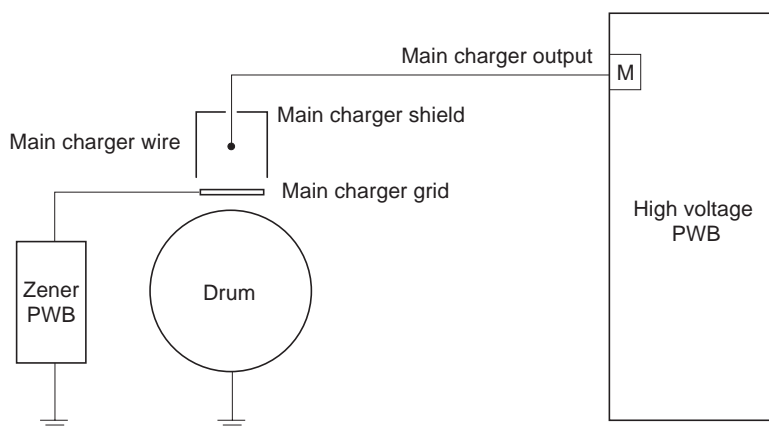 Main charger output
M
Main charger shield
Main charger wire
Main charger grid
High voltage
PWB
Zener
PWB
Drum